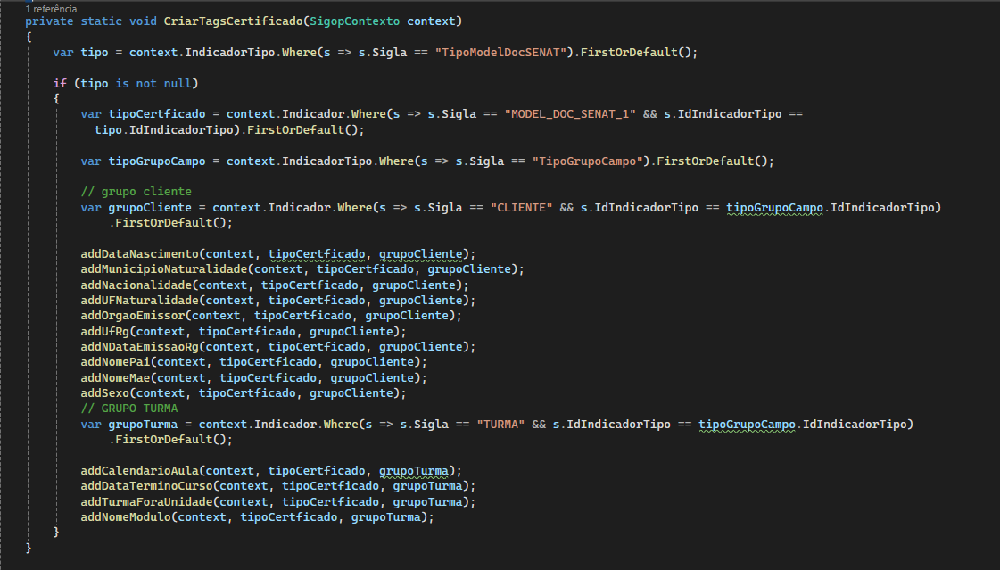 1 referência
private static void CriarTagsCertificado(SigopContexto context)
{
var tipo = context.IndicadorTipo.Where(s => s.Sigla == "TipoModelDocSENAT").FirstOrDefault();
if (tipo is not null)
{
var tipoCertficado = context.Indicador.Where(s => s.Sigla == "MODEL_DOC_SENAT_1" && s.IdIndicadorTipo ==
tipo.IdIndicadorTipo).FirstOrDefault();
var tipoGrupoCampo = context.IndicadorTipo.Where(s => s.Sigla == "TipoGrupoCampo").FirstOrDefault();
// grupo cliente
var grupoCliente = context.Indicador.Where(s => s.Sigla == "CLIENTE" && s.IdIndicadorTipo == tipoGrupoCampo.IdIndicadorTipo)
.FirstOrDefault();
addDataNascimento(context, tipoCertficado, grupoCliente);
addMunicipioNaturalidade(context, tipoCertficado, grupoCliente);
addNacionalidade(context, tipoCertficado, grupoCliente);
addUFNaturalidade(context, tipoCertficado, grupoCliente);
addOrgaoEmissor(context, tipoCertficado, grupoCliente);
addUfRg(context, tipoCertficado, grupoCliente);
addNDataEmissaoRg(context, tipoCertficado, grupoCliente);
addNomePai(context, tipoCertficado, grupoCliente);
addNomeMae(context, tipoCertficado, grupoCliente);
addSexo(context, tipoCertficado, grupoCliente);
// GRUPO TURMA
var grupoTurma = context.Indicador.Where(s => s.Sigla == "TURMA" && s.IdIndicadorTipo == tipoGrupoCampo.IdIndicadorTipo)
.FirstOrDefault();
addCalendarioAula(context, tipoCertficado, grupoTurma);
addDataTerminoCurso(context, tipoCertficado, grupoTurma);
addTurmaForaUnidade(context, tipoCertficado, grupoTurma);
addNomeModulo(context, tipoCertficado, grupoTurma);
}
}